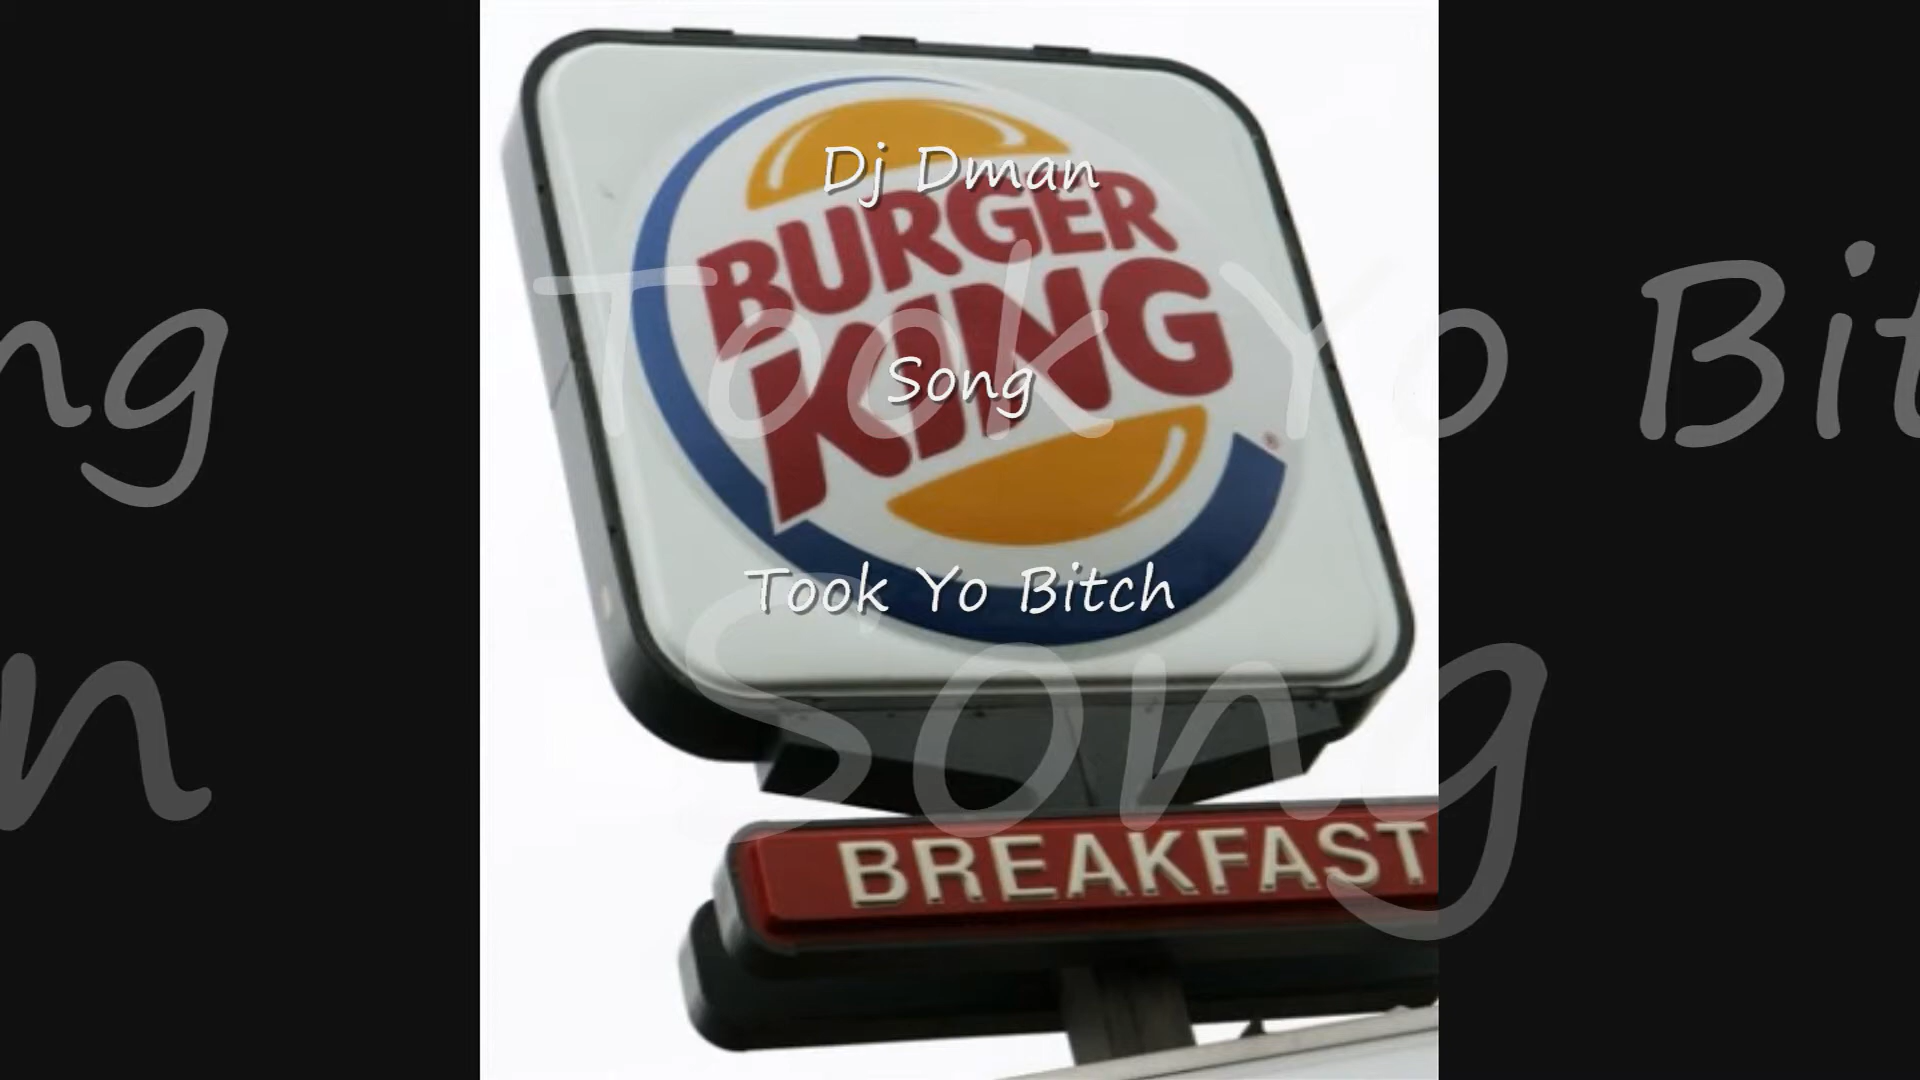 Dj Dman
BURGER
KING
®
Song
Took Yo Bitch
BREAKFAST
ng
Took Yo Bit
n
Song